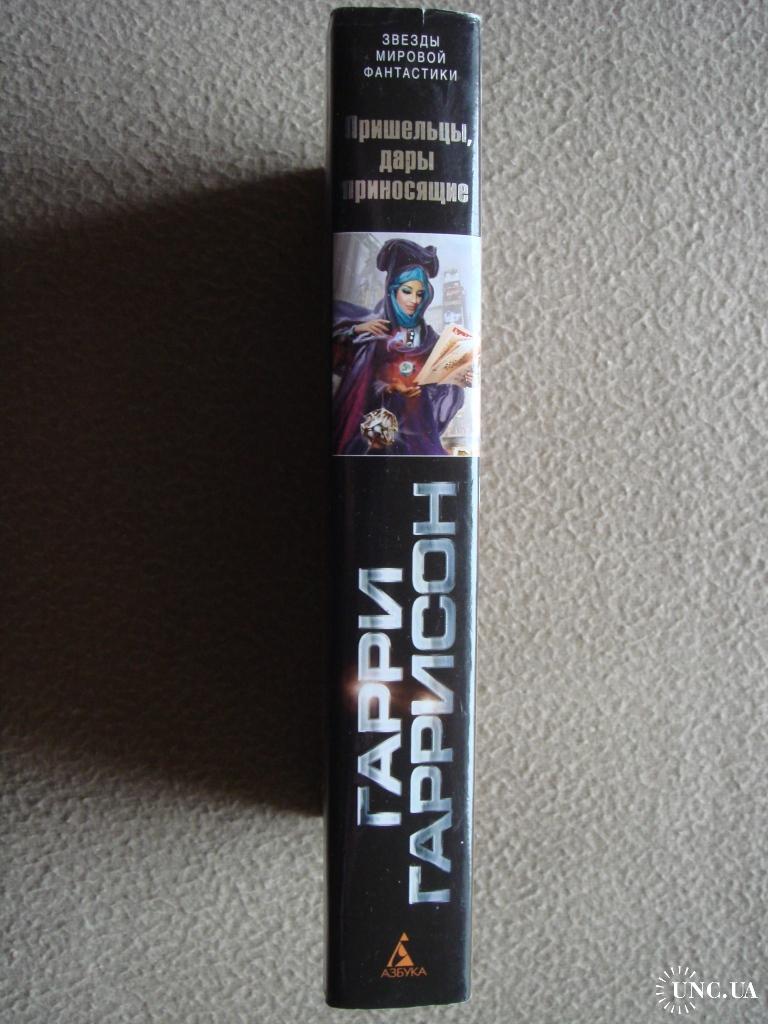 ЗВЕЗДЫ
МИРОВОЙ
ФАНТАСТИКИ
Пришельцы,
дары
приносящие
ГАРРИ
ГАРРИСОН
АЗБУКА
UNC.UA